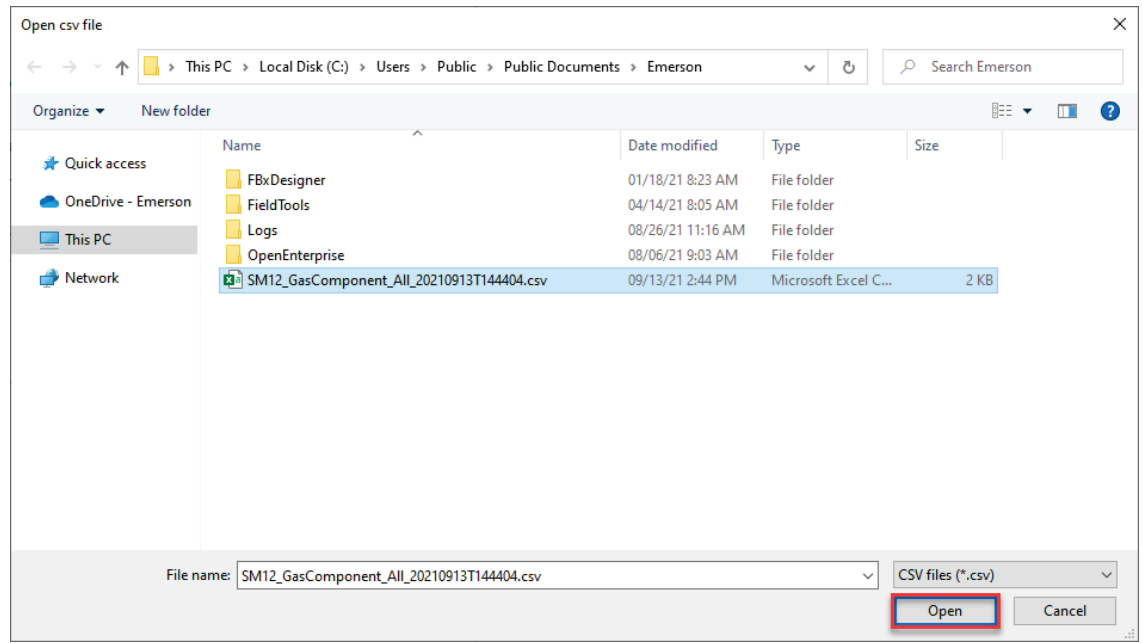 Open csv file
This PC > Local Disk (C:) > Users > Public > Public Documents > Emerson
Search Emerson
Organize
New folder
Name Date modified Type Size
Quick access
OneDrive - Emerson
This PC
Network
FBxDesigner 01/18/21 8:23 AM File folder
FieldTools 04/14/21 8:05 AM File folder
Logs 08/26/21 11:16 AM File folder
OpenEnterprise 08/06/21 9:03 AM File folder
SM12_GasComponent_All_20210913T144404.csv 09/13/21 2:44 PM Microsoft Excel C... 2 KB
File name: SM12_GasComponent_All_20210913T144404.csv
CSV files (*.csv)
Open Cancel